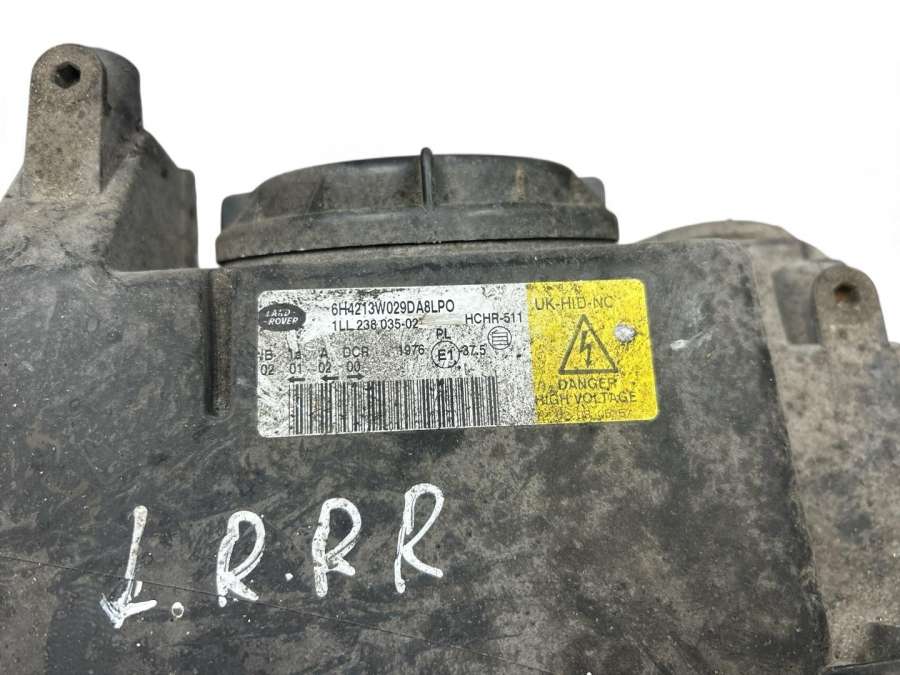 LAND
ROVER
6H4213W029DA8LPO
1LL 238 035-02 HCHR-511
PL
HB 1a A DCR 1976 E1 37.5
02 01 02 00
UK-HID-NC
DANGER
HIGH VOLTAGE
L.R.R R